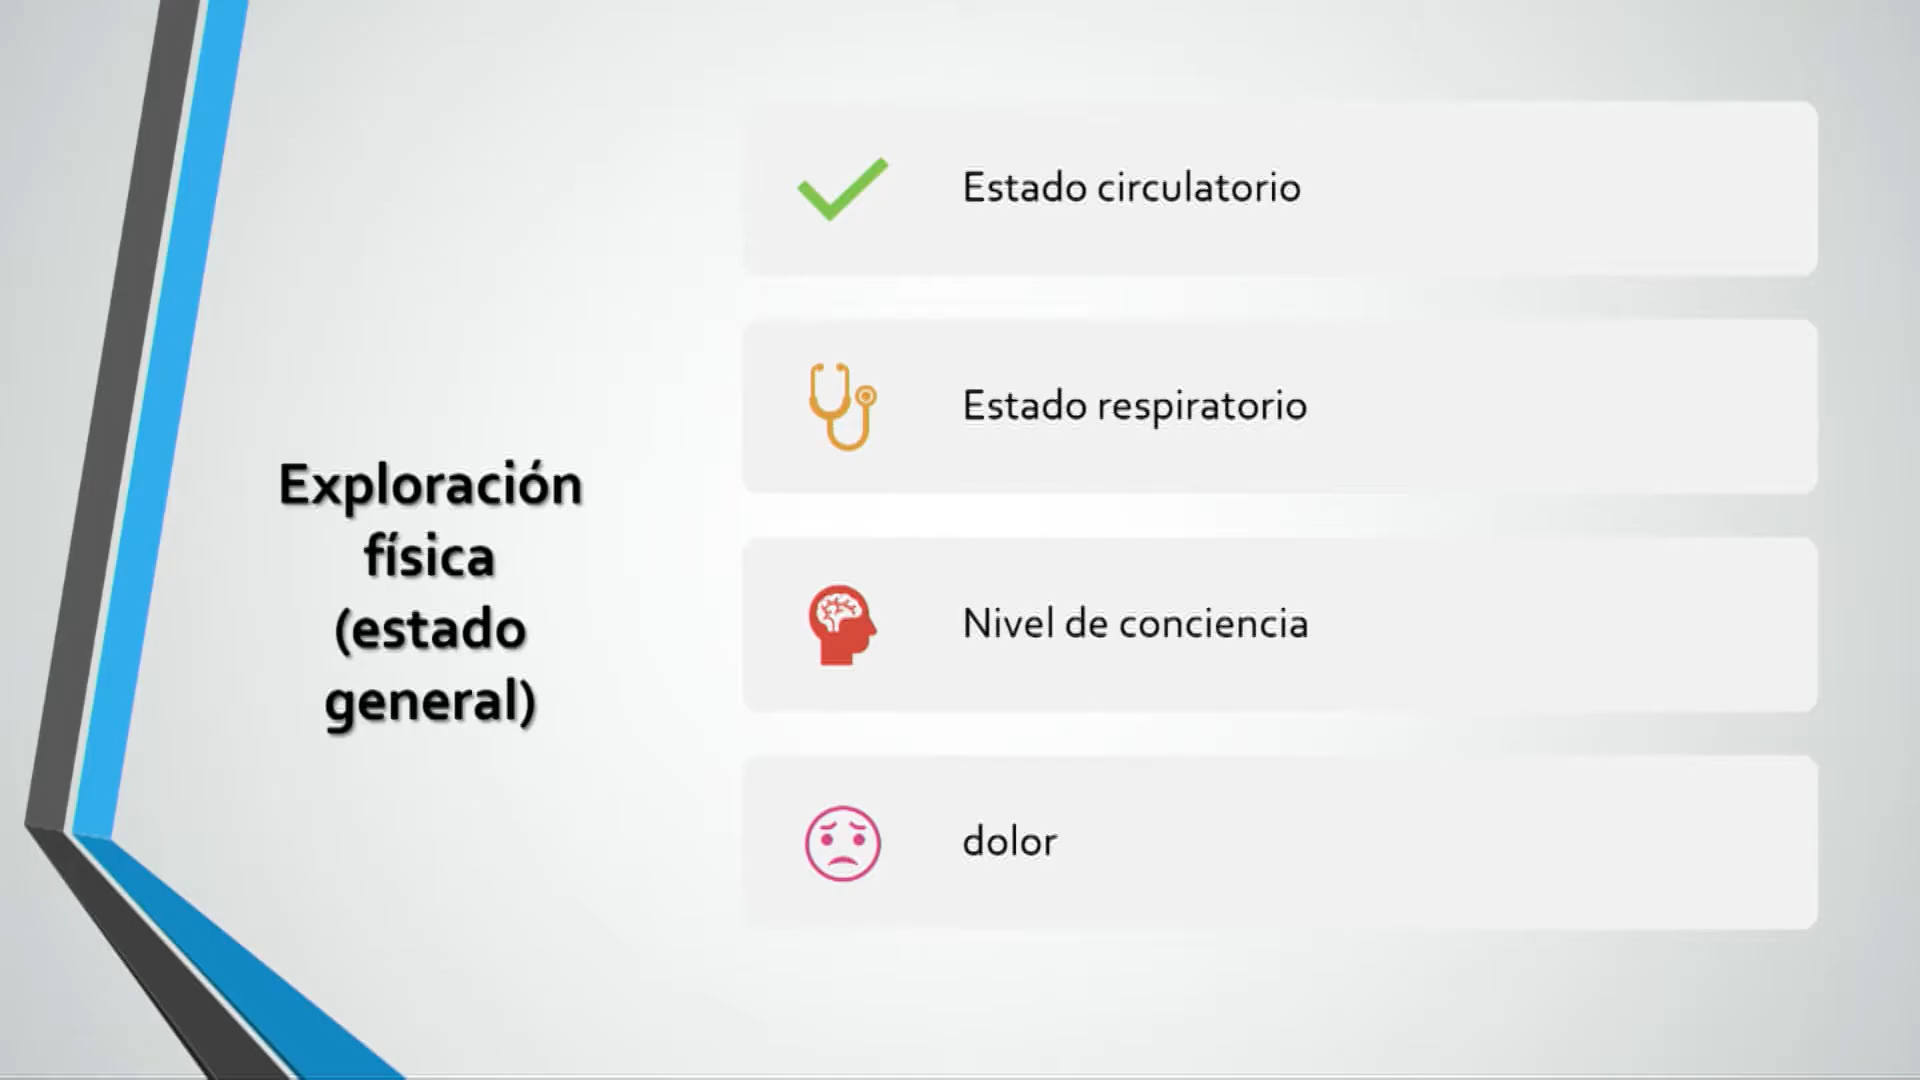 Exploración
física
(estado
general)
Estado circulatorio
Estado respiratorio
Nivel de conciencia
dolor